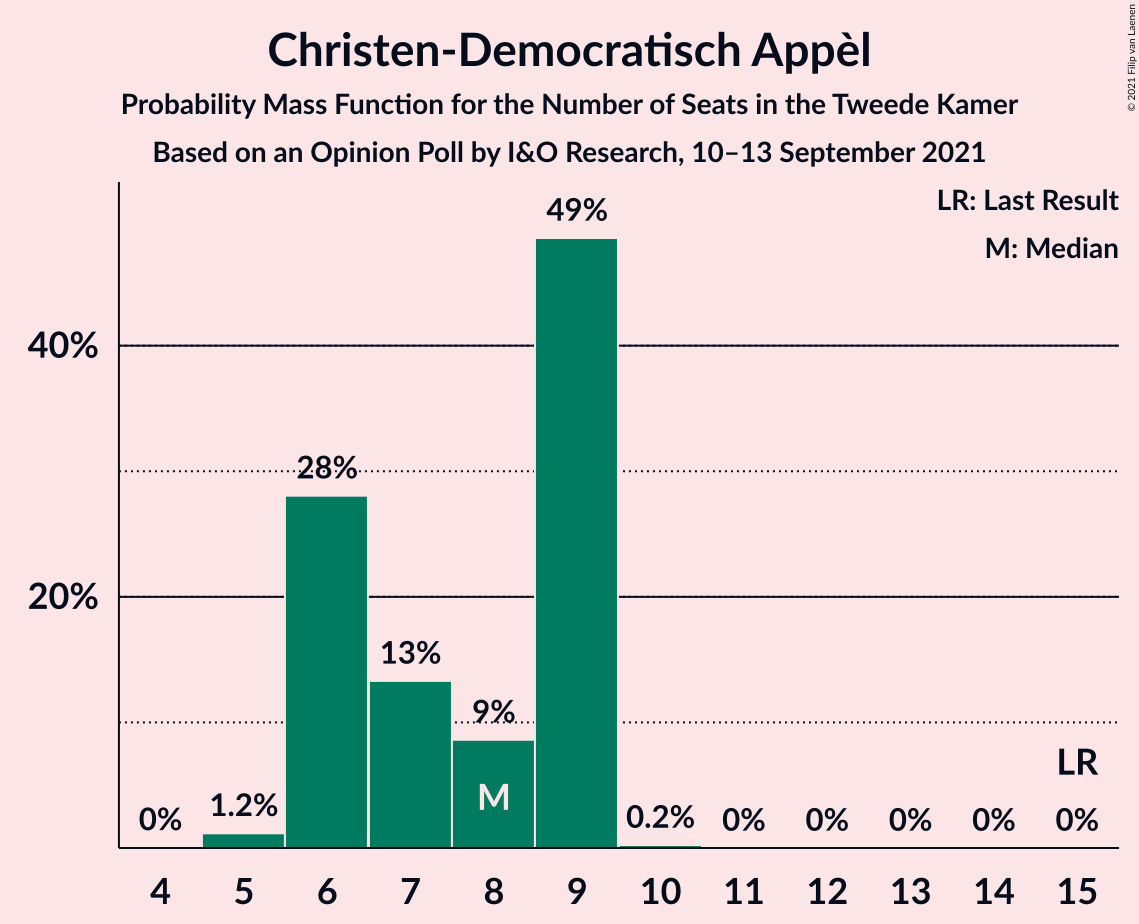 Christen-Democratisch Appèl
Probability Mass Function for the Number of Seats in the Tweede Kamer
Based on an Opinion Poll by I&O Research, 10–13 September 2021
© 2021 Filip van Laenen
LR: Last Result
M: Median
49%
40%
28%
20%
13%
9%
M
LR
0%
1.2%
0.2%
0%
0%
0%
0%
0%
4 5 6 7 8 9 10 11 12 13 14 15